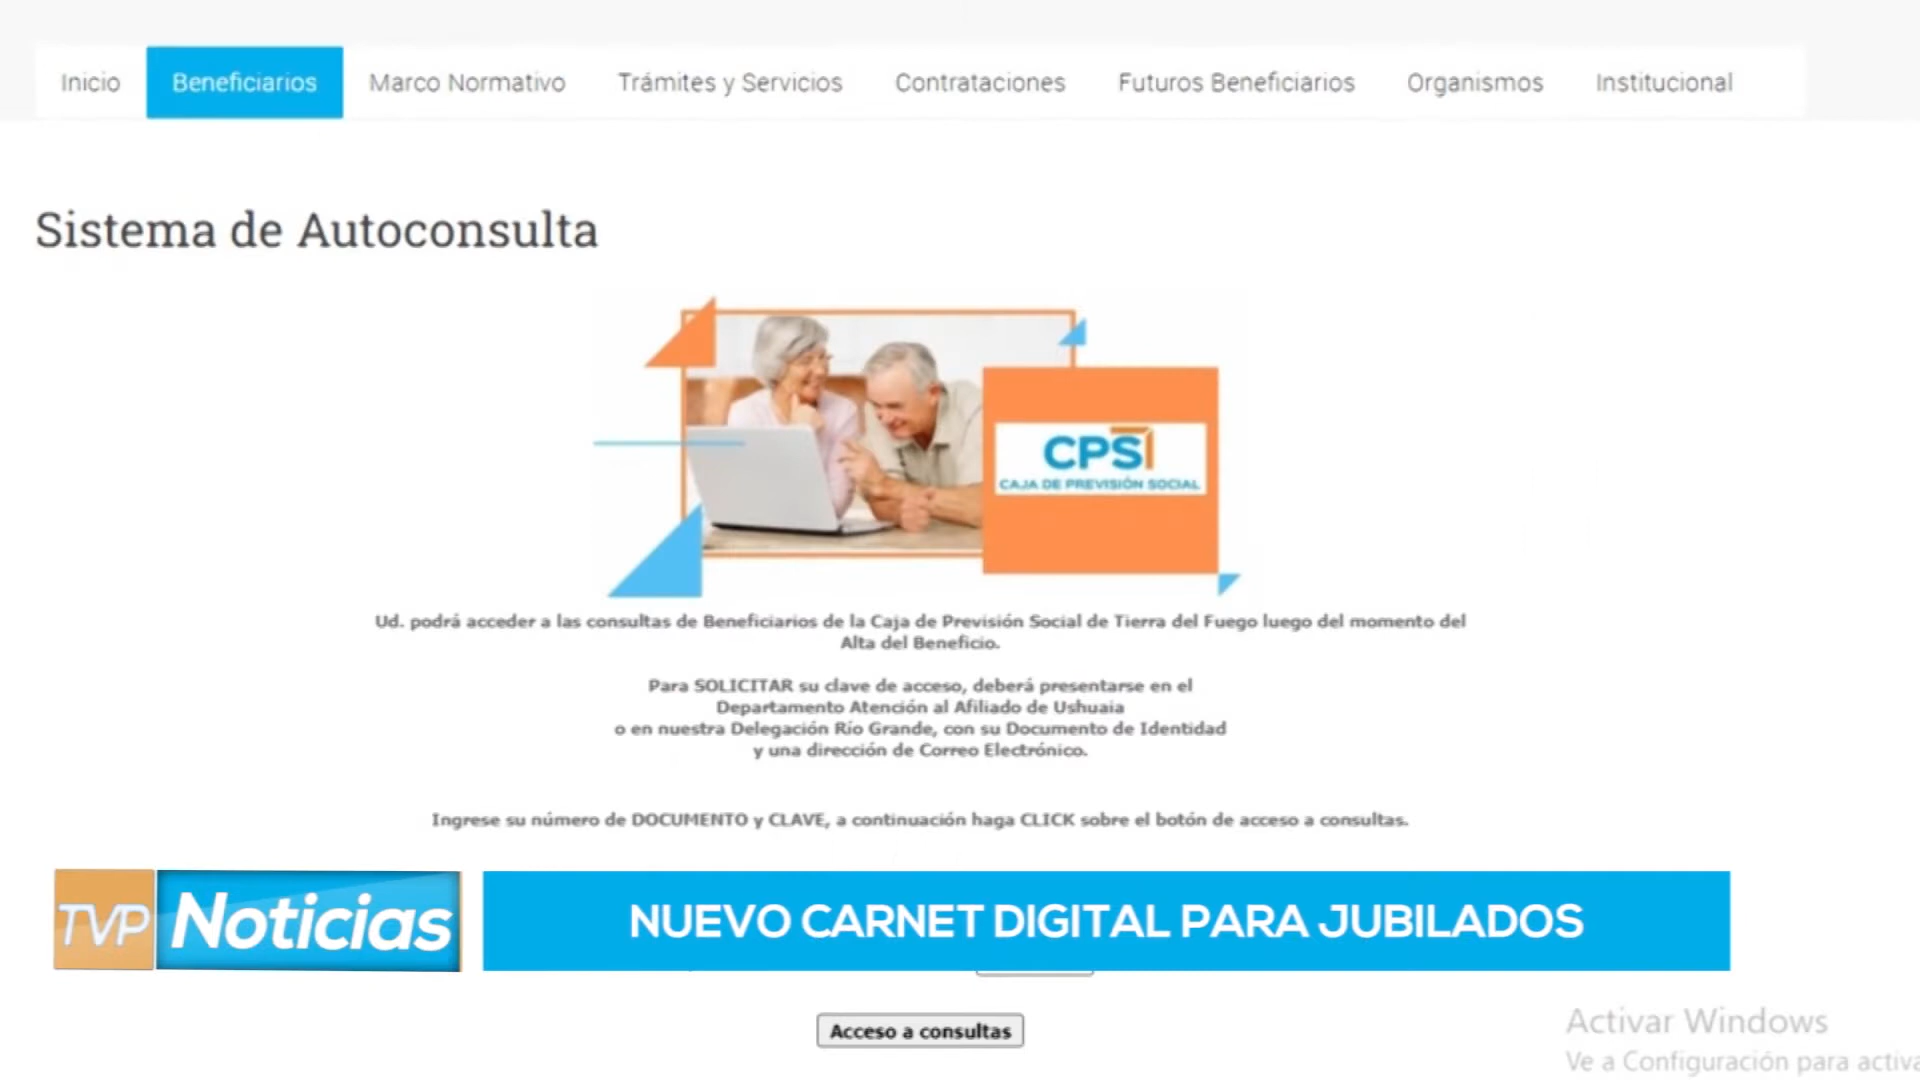 Inicio Beneficiarios Marco Normativo Trámites y Servicios Contrataciones Futuros Beneficiarios Organismos Institucional
Sistema de Autoconsulta
CPS
CAJA DE PREVISIÓN SOCIAL
Ud. podrá acceder a las consultas de Beneficiarios de la Caja de Previsión Social de Tierra del Fuego luego del momento del
Alta del Beneficio.
Para SOLICITAR su clave de acceso, deberá presentarse en el
Departamento Atención al Afiliado de Ushuaia
o en nuestra Delegación Río Grande, con su Documento de Identidad
y una dirección de Correo Electrónico.
Ingrese su número de DOCUMENTO y CLAVE, a continuación haga CLICK sobre el botón de acceso a consultas.
TVP Noticias
NUEVO CARNET DIGITAL PARA JUBILADOS
Acceso a consultas
Activar Windows
Ve a Configuración para activa